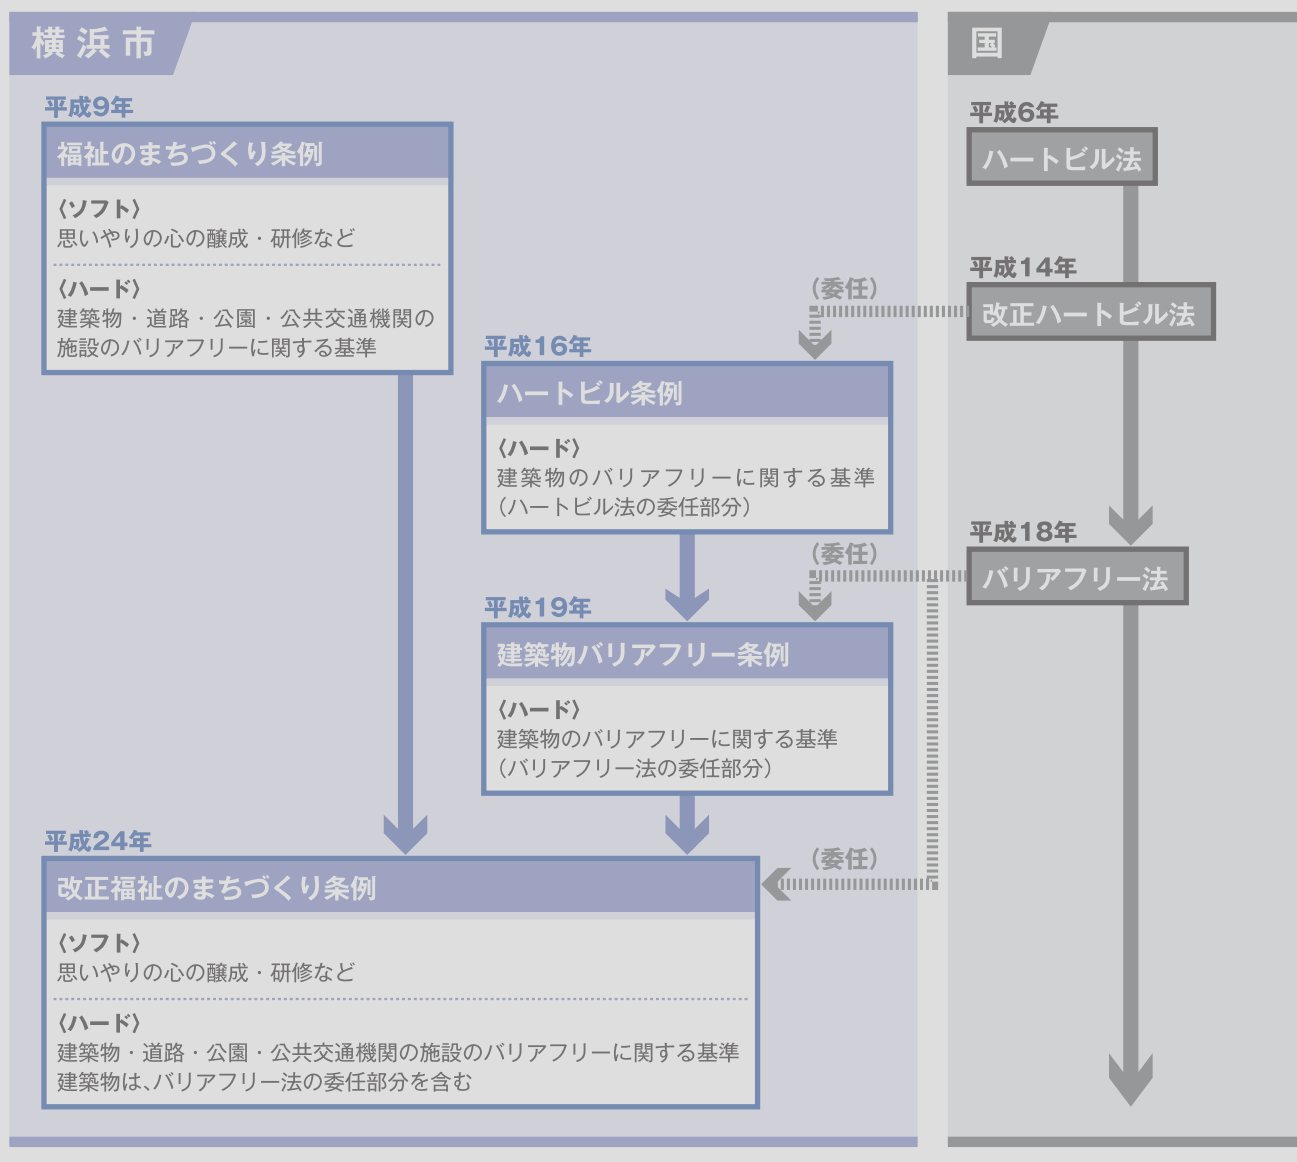 横浜市
平成9年
福祉のまちづくり条例
〈ソフト〉
思いやりの心の醸成・研修など
〈ハード〉
建築物・道路・公園・公共交通機関の
施設のバリアフリーに関する基準
平成16年
ハートビル条例
〈ハード〉
建築物のバリアフリーに関する基準
（ハートビル法の委任部分）
平成19年
建築物バリアフリー条例
〈ハード〉
建築物のバリアフリーに関する基準
（バリアフリー法の委任部分）
平成24年
改正福祉のまちづくり条例
〈ソフト〉
思いやりの心の醸成・研修など
〈ハード〉
建築物・道路・公園・公共交通機関の施設のバリアフリーに関する基準
建築物は、バリアフリー法の委任部分を含む
（委任）
（委任）
（委任）
国
平成6年
ハートビル法
平成14年
改正ハートビル法
平成18年
バリアフリー法